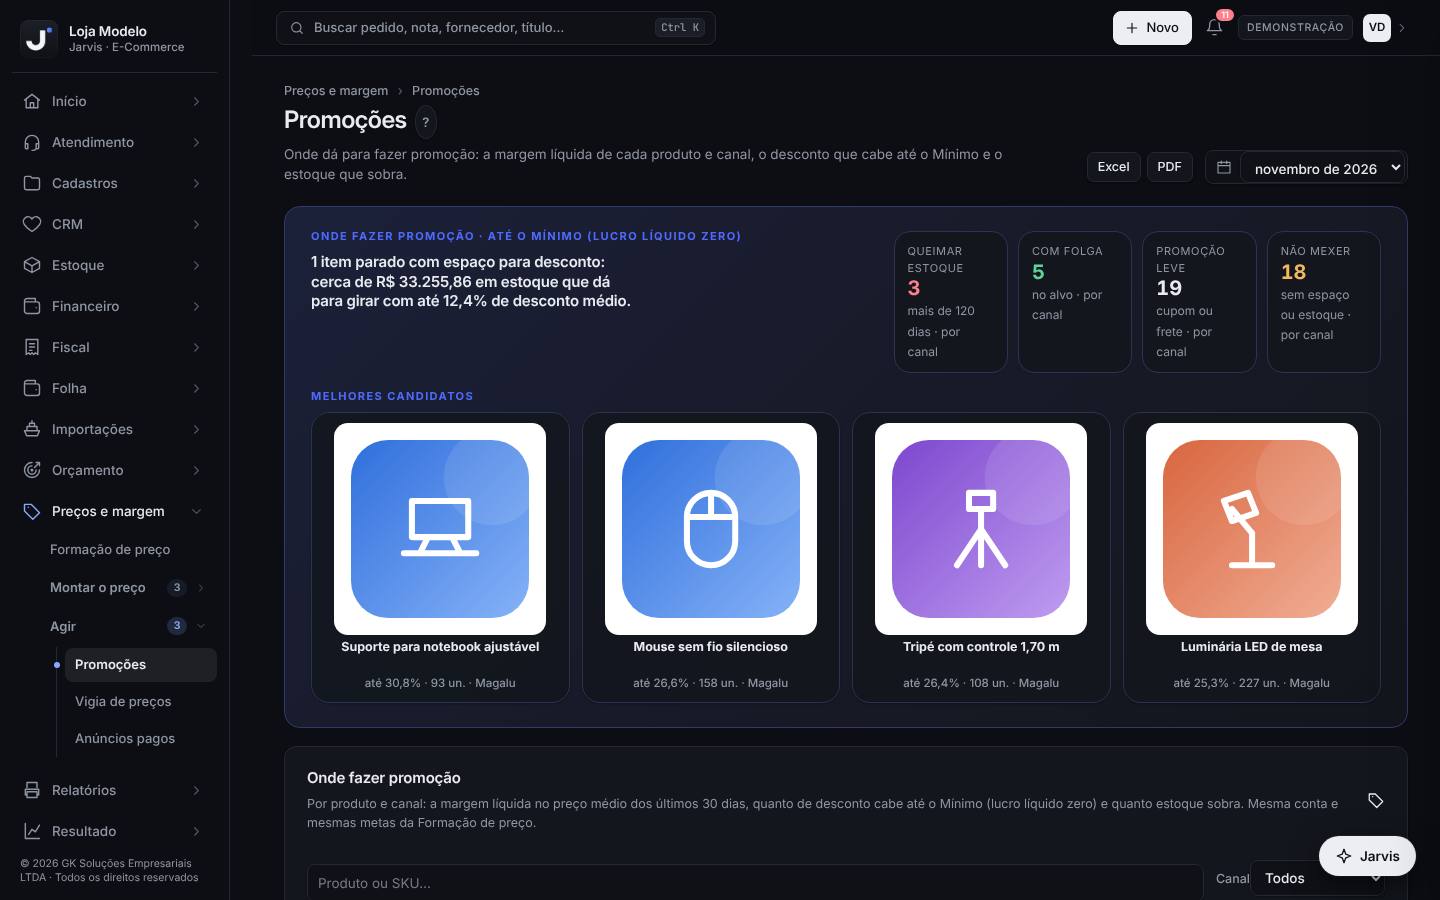 Loja Modelo
Jarvis · E-Commerce
Início
Atendimento
Cadastros
CRM
Estoque
Financeiro
Fiscal
Folha
Importações
Orçamento
Preços e margem
Formação de preço
Montar o preço 3
Agir 3
Promoções
Vigia de preços
Anúncios pagos
Relatórios
Resultado
© 2026 GK Soluções Empresariais
LTDA · Todos os direitos reservados
Buscar pedido, nota, fornecedor, título... Ctrl K
Novo
11
DEMONSTRAÇÃO
VD
Preços e margem › Promoções
Promoções ?
Onde dá para fazer promoção: a margem líquida de cada produto e canal, o desconto que cabe até o Mínimo e o
estoque que sobra.
Excel
PDF
novembro de 2026
ONDE FAZER PROMOÇÃO · ATÉ O MÍNIMO (LUCRO LÍQUIDO ZERO)
1 item parado com espaço para desconto:
cerca de R$ 33.255,86 em estoque que dá
para girar com até 12,4% de desconto médio.
QUEIMAR
ESTOQUE
3
mais de 120
dias · por
canal
COM FOLGA
5
no alvo · por
canal
PROMOÇÃO
LEVE
19
cupom ou
frete · por
canal
NÃO MEXER
18
sem espaço
ou estoque ·
por canal
MELHORES CANDIDATOS
Suporte para notebook ajustável
até 30,8% · 93 un. · Magalu
Mouse sem fio silencioso
até 26,6% · 158 un. · Magalu
Tripé com controle 1,70 m
até 26,4% · 108 un. · Magalu
Luminária LED de mesa
até 25,3% · 227 un. · Magalu
Onde fazer promoção
Por produto e canal: a margem líquida no preço médio dos últimos 30 dias, quanto de desconto cabe até o Mínimo (lucro líquido zero) e quanto estoque sobra. Mesma conta e
mesmas metas da Formação de preço.
Produto ou SKU...
Canal
Todos
Jarvis